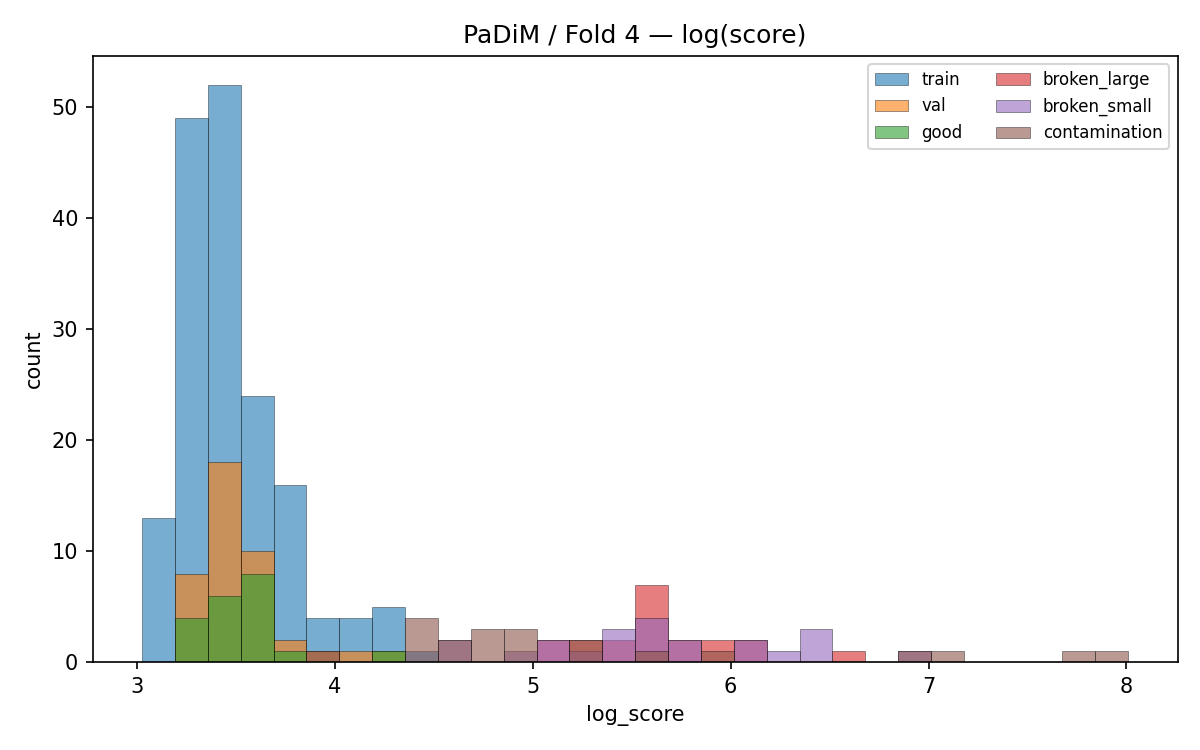 PaDiM / Fold 4 — log(score)
train
val
good
broken_large
broken_small
contamination
count
50
40
30
20
10
0
3 4 5 6 7 8
log_score